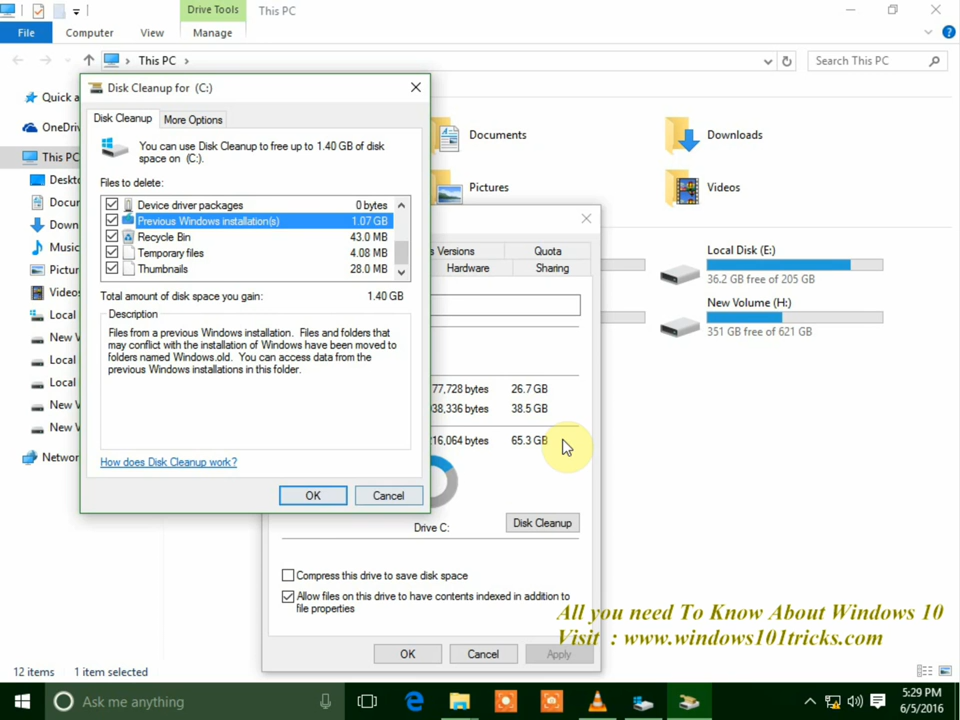 Drive Tools
This PC
File
Computer
View
Manage
This PC
Search This PC
Quick a
OneDriv
This PC
Deskto
Docur
Down
Music
Pictur
Videos
Local
New V
Local
Local
New V
New V
Networ
Documents
Downloads
Pictures
Videos
Local Disk (E:)
36.2 GB free of 205 GB
New Volume (H:)
351 GB free of 621 GB
Disk Cleanup for (C:)
Disk Cleanup
More Options
You can use Disk Cleanup to free up to 1.40 GB of disk
space on (C:).
Files to delete:
Device driver packages 0 bytes
Previous Windows installation(s) 1.07 GB
Recycle Bin 43.0 MB
Temporary files 4.08 MB
Thumbnails 28.0 MB
Total amount of disk space you gain: 1.40 GB
Description
Files from a previous Windows installation. Files and folders that
may conflict with the installation of Windows have been moved to
folders named Windows.old. You can access data from the
previous Windows installations in this folder.
How does Disk Cleanup work?
OK
Cancel
s Versions
Quota
Hardware
Sharing
77,728 bytes 26.7 GB
38,336 bytes 38.5 GB
16,064 bytes 65.3 GB
Drive C:
Disk Cleanup
Compress this drive to save disk space
Allow files on this drive to have contents indexed in addition to
file properties
OK
Cancel
Apply
All you need To Know About Windows 10
Visit : www.windows101tricks.com
12 items
1 item selected
Ask me anything
5:29 PM
6/5/2016